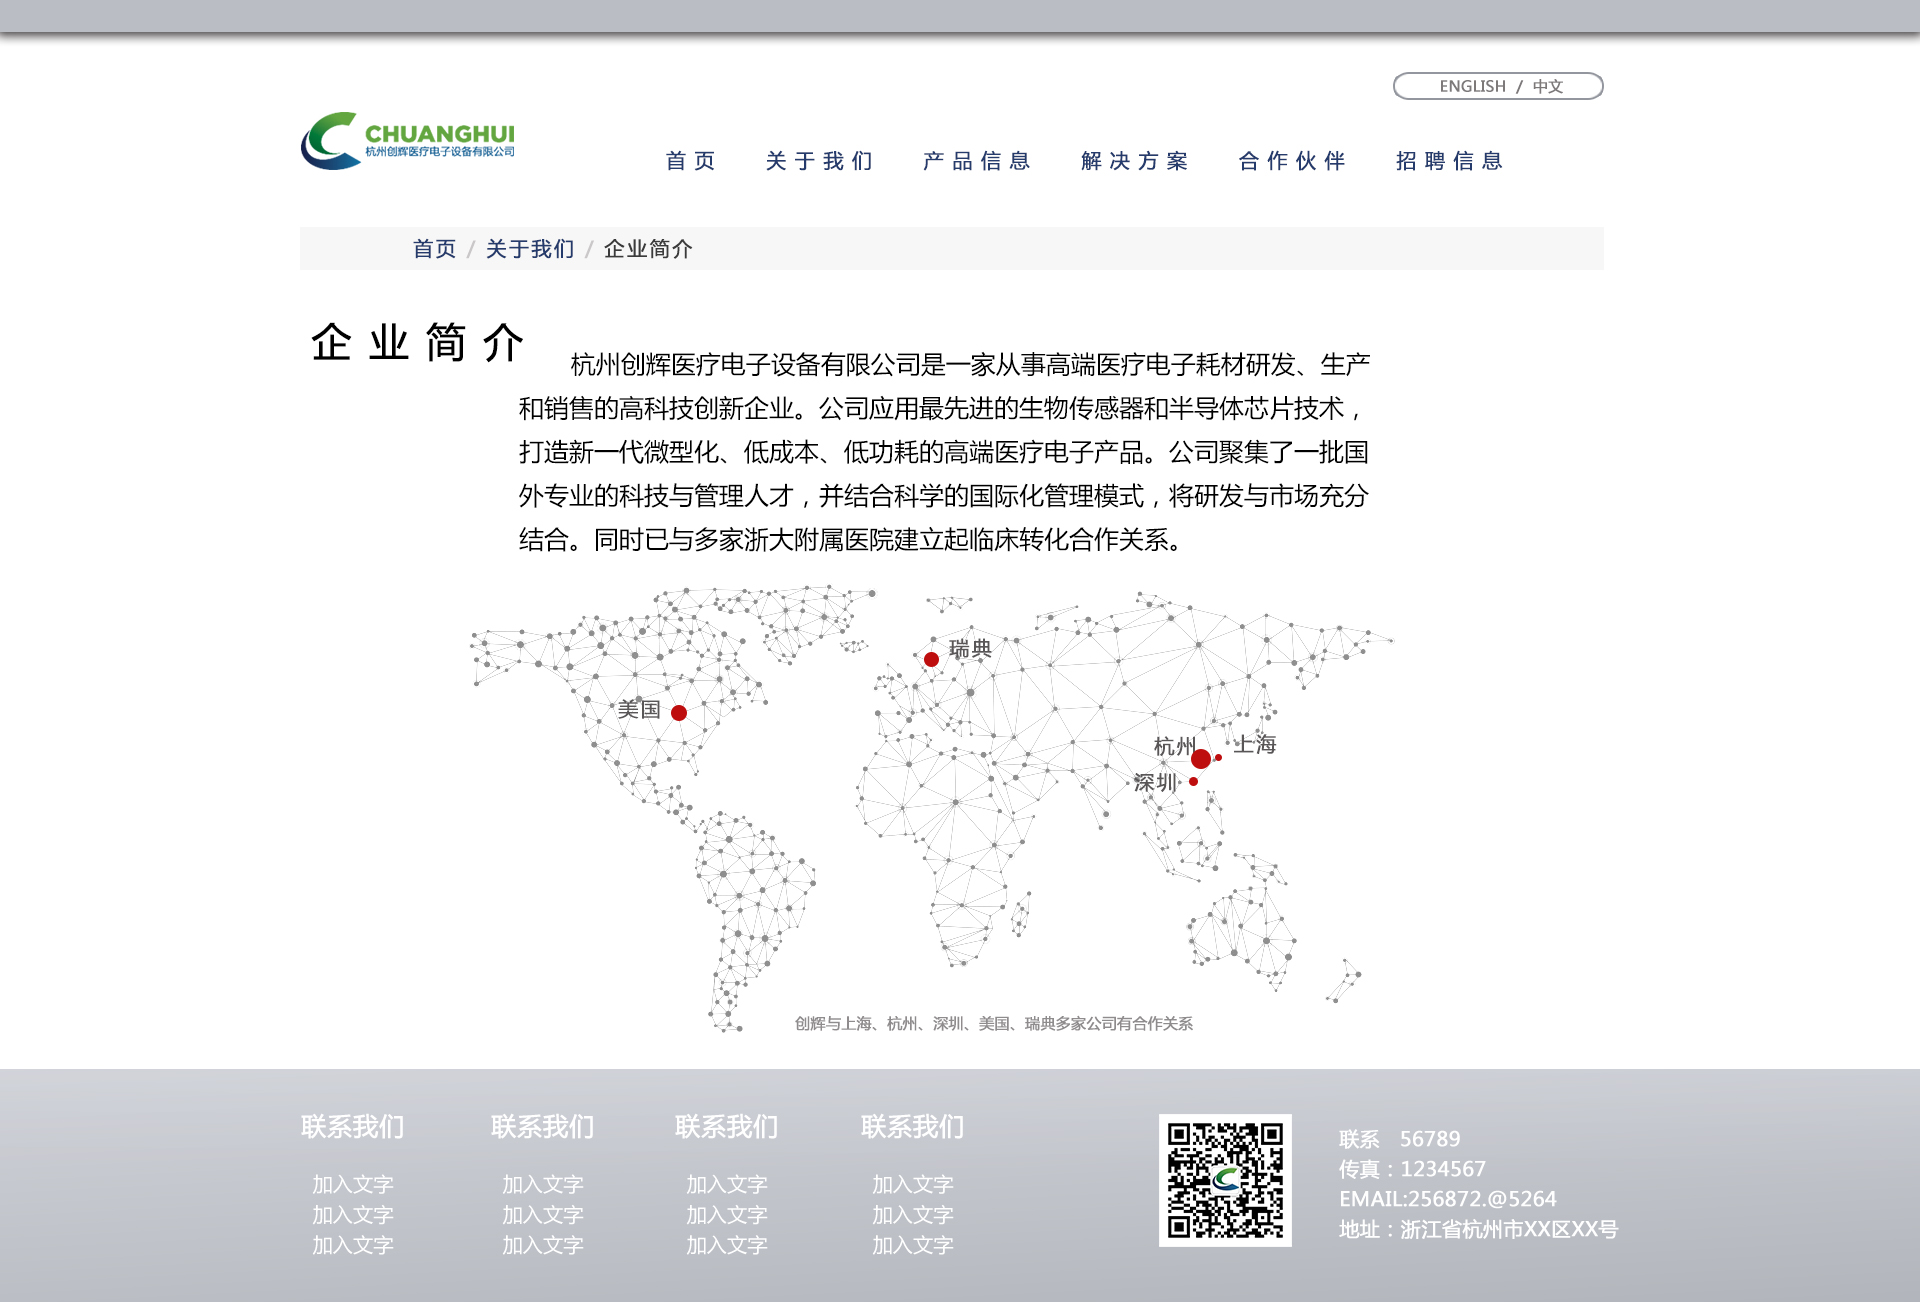 ENGLISH / 中文
CHUANGHUI
杭州创辉医疗电子设备有限公司
首页 关于我们 产品信息 解决方案 合作伙伴 招聘信息
首页 / 关于我们 / 企业简介
企业简介
杭州创辉医疗电子设备有限公司是一家从事高端医疗电子耗材研发、生产
和销售的高科技创新企业。公司应用最先进的生物传感器和半导体芯片技术，
打造新一代微型化、低成本、低功耗的高端医疗电子产品。公司聚集了一批国
外专业的科技与管理人才，并结合科学的国际化管理模式，将研发与市场充分
结合。同时已与多家浙大附属医院建立起临床转化合作关系。
瑞典
美国
杭州
上海
深圳
创辉与上海、杭州、深圳、美国、瑞典多家公司有合作关系
联系我们
加入文字
加入文字
加入文字
联系我们
加入文字
加入文字
加入文字
联系我们
加入文字
加入文字
加入文字
联系我们
加入文字
加入文字
加入文字
联系 56789
传真：1234567
EMAIL:256872.@5264
地址：浙江省杭州市XX区XX号